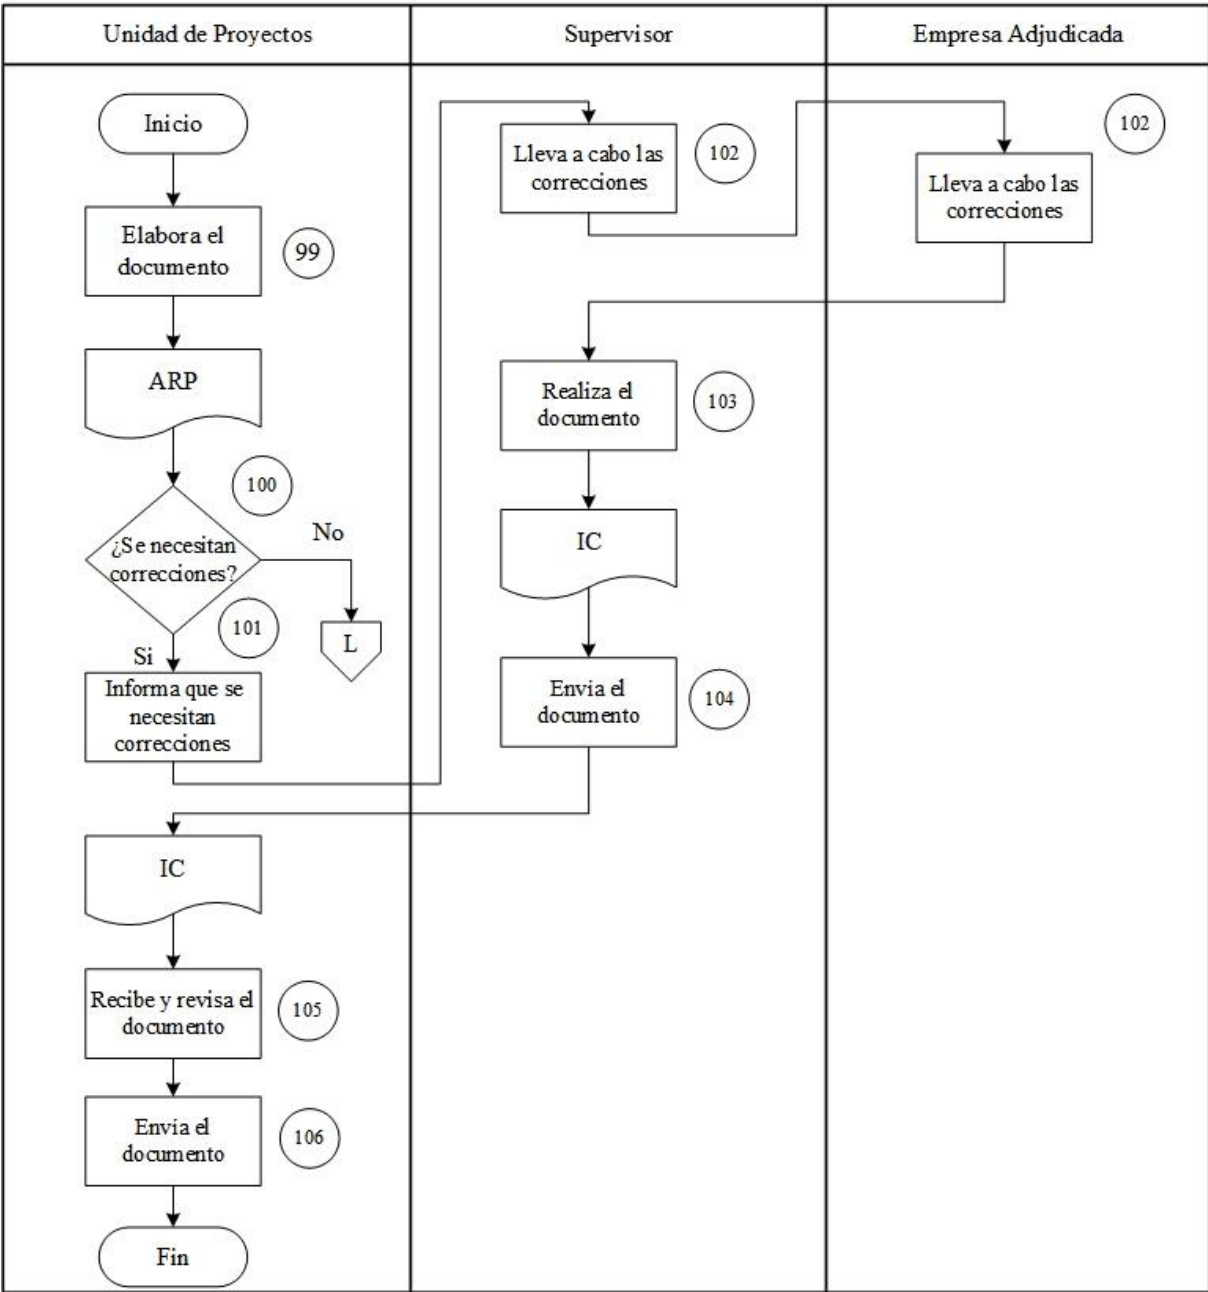 Unidad de Proyectos
Supervisor
Empresa Adjudicada
Inicio
Elabora el
documento
99
ARP
100
¿Se necesitan
correcciones?
No
L
101
Si
Informa que se
necesitan
correcciones
Lleva a cabo las
correcciones
102
Lleva a cabo las
correcciones
102
Realiza el
documento
103
IC
Envia el
documento
104
IC
Recibe y revisa el
documento
105
Envia el
documento
106
Fin